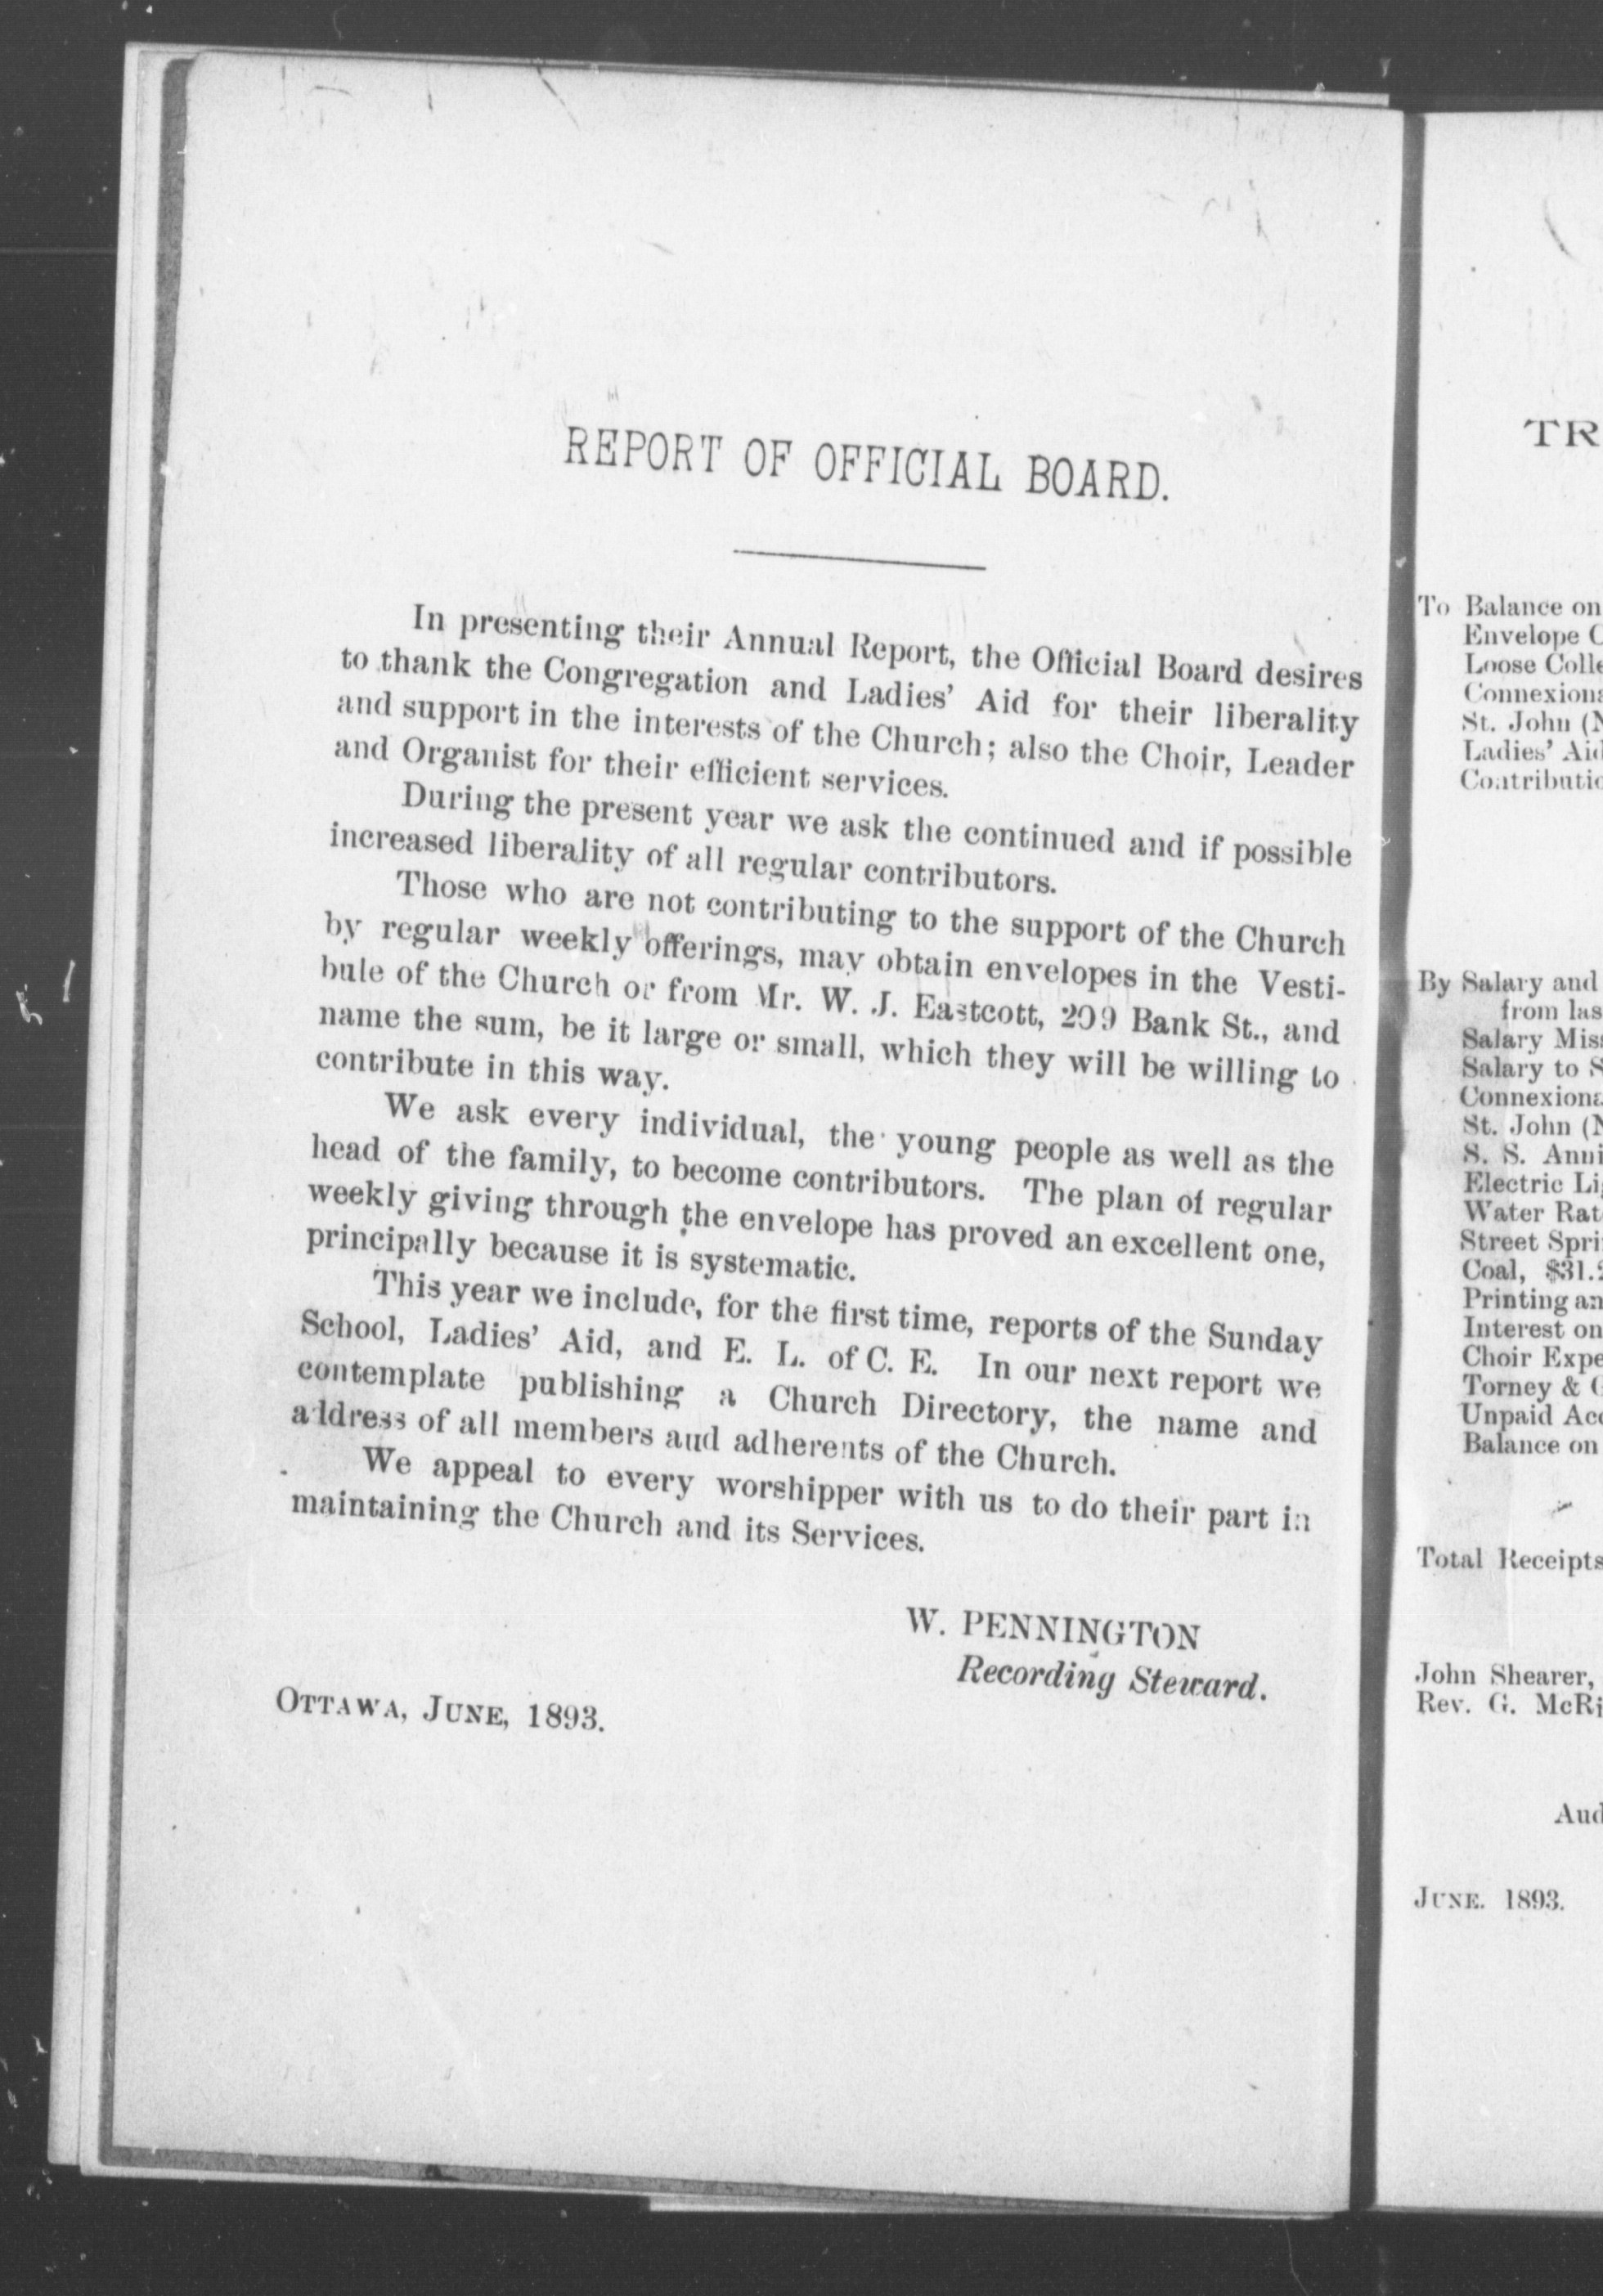 REPORT OF OFFICIAL BOARD.
In presenting their Annual Report, the Official Board desires
to thank the Congregation and Ladies' Aid for their liberality
and support in the interests of the Church; also the Choir, Leader
and Organist for their efficient services.
During the present year we ask the continued and if possible
increased liberality of all regular contributors.
Those who are not contributing to the support of the Church
by regular weekly offerings, may obtain envelopes in the Vesti-
bule of the Church or from Mr. W. J. Eastcott, 209 Bank St., and
name the sum, be it large or small, which they will be willing to
contribute in this way.
We ask every individual, the young people as well as the
head of the family, to become contributors. The plan of regular
weekly giving through the envelope has proved an excellent one,
principally because it is systematic.
This year we include, for the first time, reports of the Sunday
School, Ladies' Aid, and E. L. of C. E. In our next report we
contemplate publishing a Church Directory, the name and
address of all members aud adherents of the Church.
We appeal to every worshipper with us to do their part in
maintaining the Church and its Services.
W. PENNINGTON
Recording Steward.
OTTAWA, JUNE, 1893.
TR
To Balance on
Envelope C
Loose Colle
Connexiona
St. John (N
Ladies' Aid
Contributio
By Salary and
from las
Salary Miss
Salary to S
Connexiona
St. John (N
S. S. Anni
Electric Lig
Water Rat
Street Spri
Coal, $31.2
Printing an
Interest on
Choir Expe
Torney & G
Unpaid Acc
Balance on
Total Receipts
John Shearer,
Rev. G. McRi
Aud
JUNE. 1893.